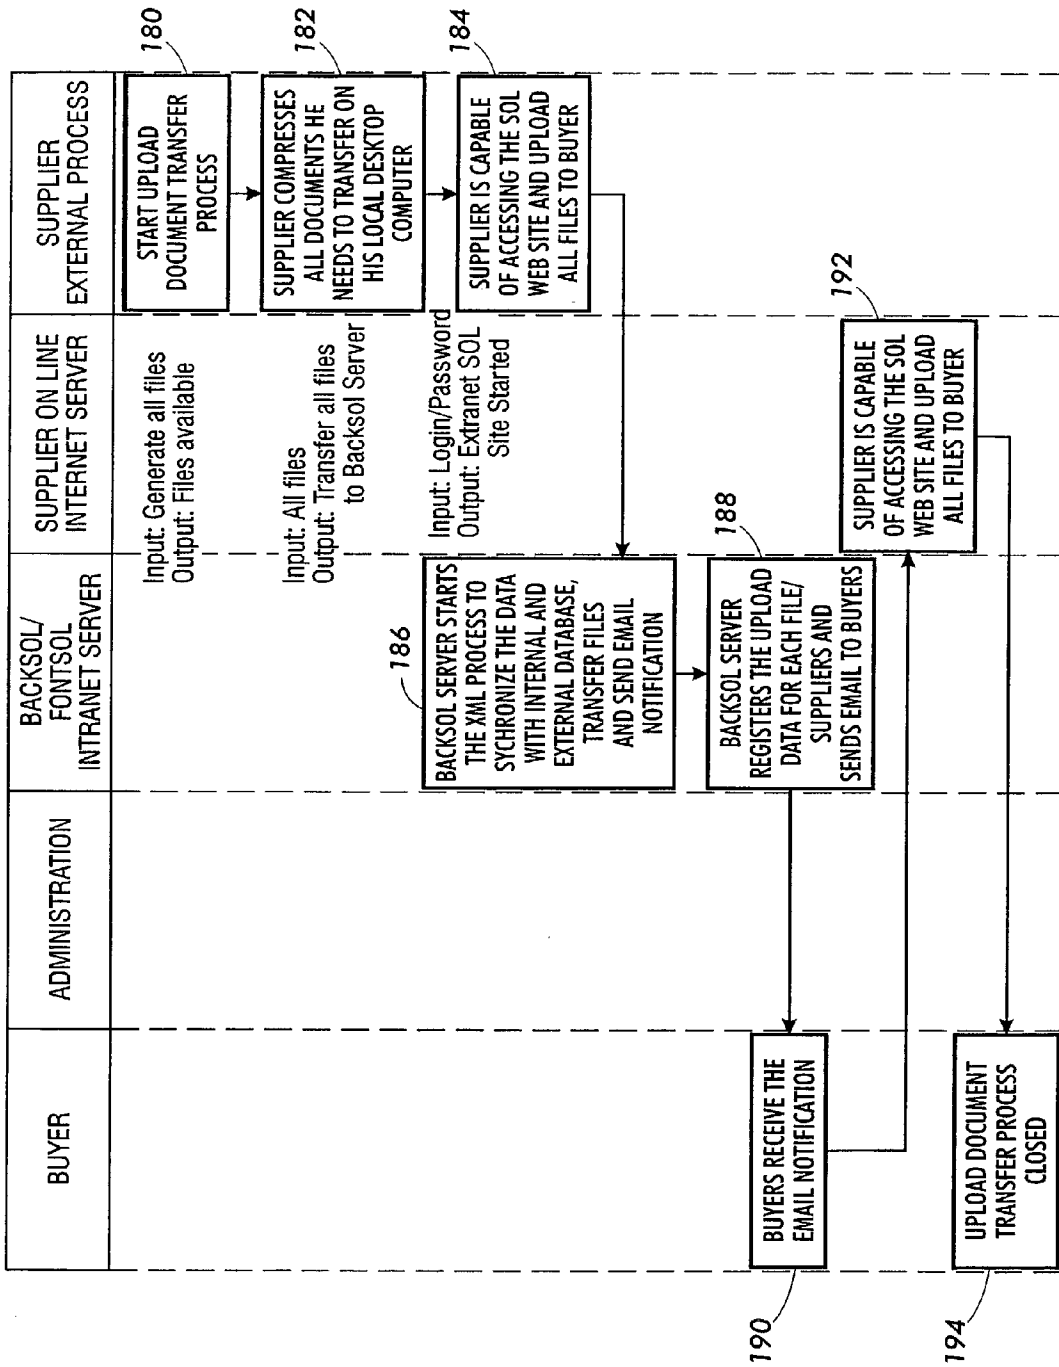 BUYER
ADMINISTRATION
BACKSOL/
FONTSOL
INTRANET SERVER
SUPPLIER ON LINE
INTERNET SERVER
SUPPLIER
EXTERNAL PROCESS
START UPLOAD
DOCUMENT TRANSFER
PROCESS
180
Input: Generate all files
Output: Files available
SUPPLIER COMPRESSES
ALL DOCUMENTS HE
NEEDS TO TRANSFER ON
HIS LOCAL DESKTOP
COMPUTER
182
Input: All files
Output: Transfer all files
to Backsol Server
SUPPLIER IS CAPABLE
OF ACCESSING THE SOL
WEB SITE AND UPLOAD
ALL FILES TO BUYER
184
Input: Login/Password
Output: Extranet SOL
Site Started
186
BACKSOL SERVER STARTS
THE XML PROCESS TO
SYCHRONIZE THE DATA
WITH INTERNAL AND
EXTERNAL DATABASE,
TRANSFER FILES
AND SEND EMAIL
NOTIFICATION
188
BACKSOL SERVER
REGISTERS THE UPLOAD
DATA FOR EACH FILE/
SUPPLIERS AND
SENDS EMAIL TO BUYERS
190
BUYERS RECEIVE THE
EMAIL NOTIFICATION
192
SUPPLIER IS CAPABLE
OF ACCESSING THE SOL
WEB SITE AND UPLOAD
ALL FILES TO BUYER
194
UPLOAD DOCUMENT
TRANSFER PROCESS
CLOSED